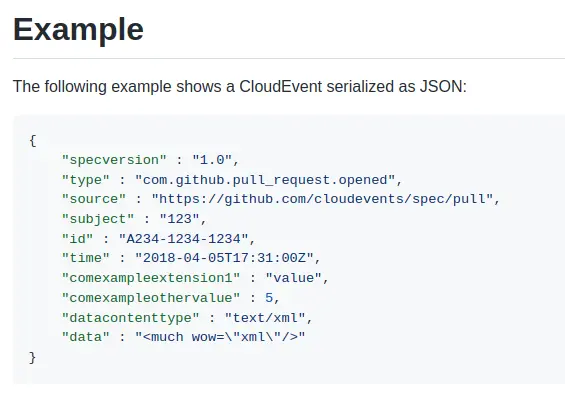 Example
The following example shows a CloudEvent serialized as JSON:
{
    "specversion" : "1.0",
    "type" : "com.github.pull_request.opened",
    "source" : "https://github.com/cloudevents/spec/pull",
    "subject" : "123",
    "id" : "A234-1234-1234",
    "time" : "2018-04-05T17:31:00Z",
    "comexampleextension1" : "value",
    "comexampleothervalue" : 5,
    "datacontenttype" : "text/xml",
    "data" : "<much wow=\"xml\"/>"
}